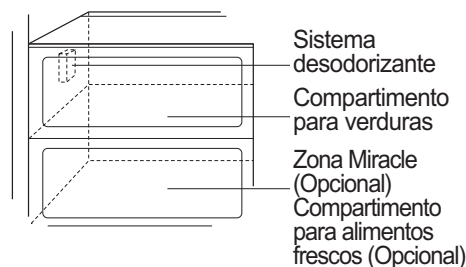 Sistema
desodorizante
Compartimento
para verduras
Zona Miracle
(Opcional)
Compartimento
para alimentos
frescos (Opcional)